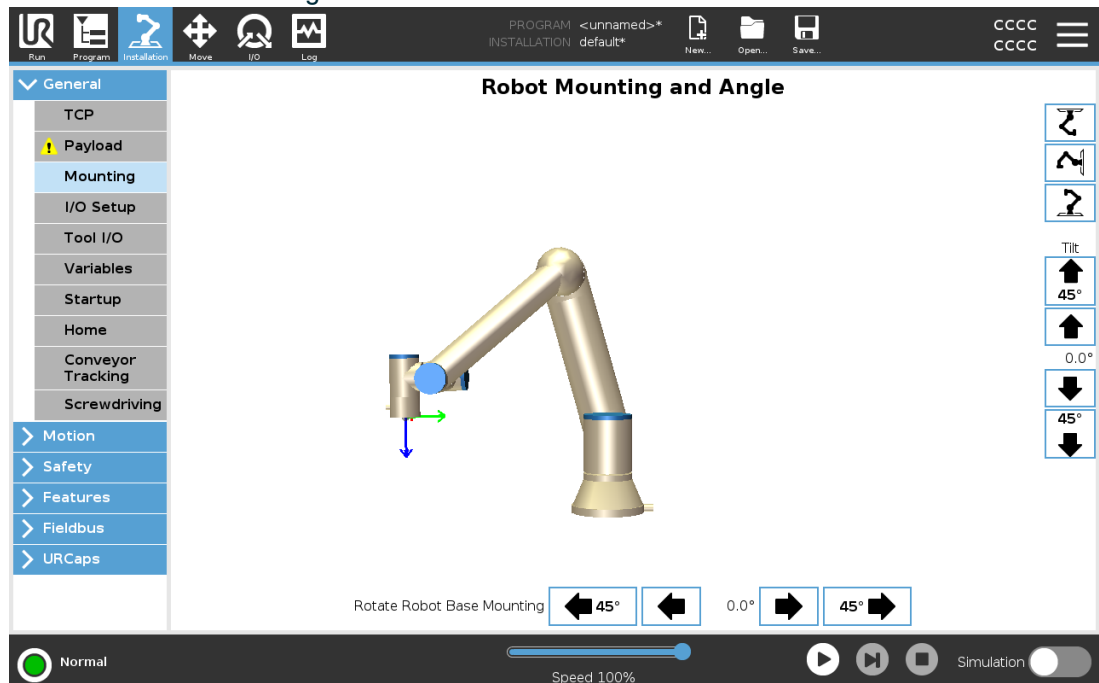 PROGRAM <unnamed>*
INSTALLATION default*
CCCC
CCCC
Run Program Installation Move I/O Log New... Open... Save...
General
TCP
Payload
Mounting
I/O Setup
Tool I/O
Variables
Startup
Home
Conveyor
Tracking
Screwdriving
Motion
Safety
Features
Fieldbus
URCaps
Robot Mounting and Angle
Tilt
45°
0.0°
45°
Rotate Robot Base Mounting 45° 0.0° 45°
Normal
Speed 100%
Simulation